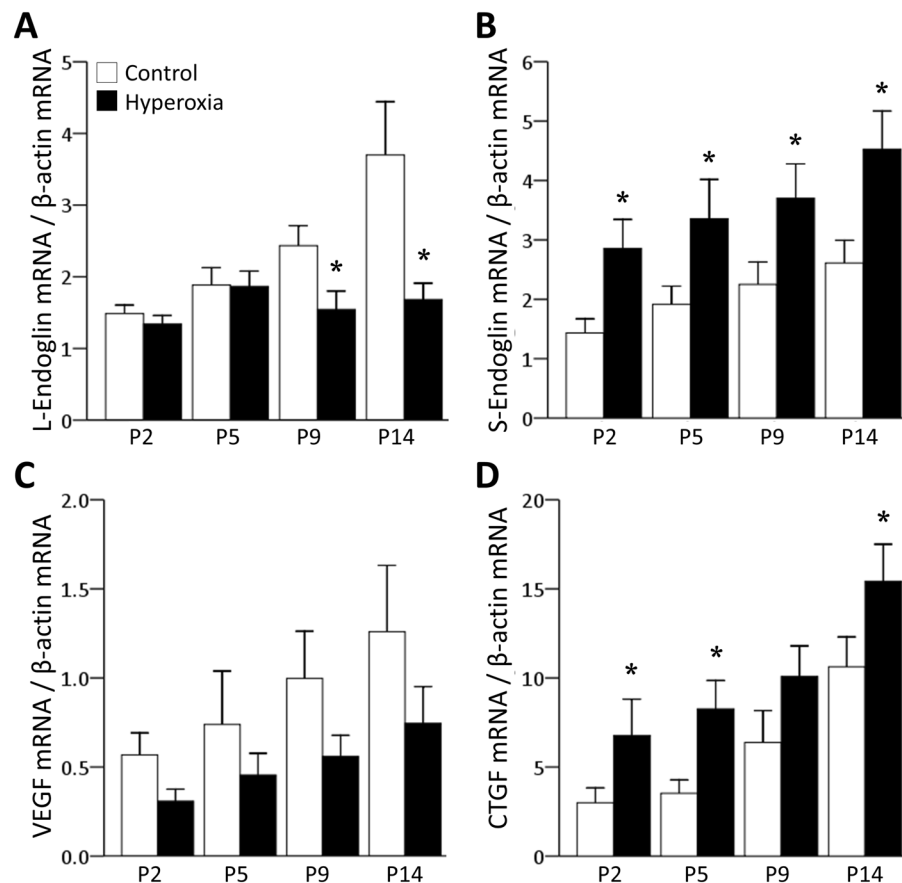 A
L-Endoglin mRNA / β-actin mRNA
5
4
3
2
1
0
Control
Hyperoxia
*
*
P2 P5 P9 P14
B
S-Endoglin mRNA / β-actin mRNA
6
5
4
3
2
1
0
*
*
*
*
P2 P5 P9 P14
C
VEGF mRNA / β-actin mRNA
2.0
1.5
1.0
0.5
0.0
P2 P5 P9 P14
D
CTGF mRNA / β-actin mRNA
20
15
10
5
0
*
*
*
P2 P5 P9 P14